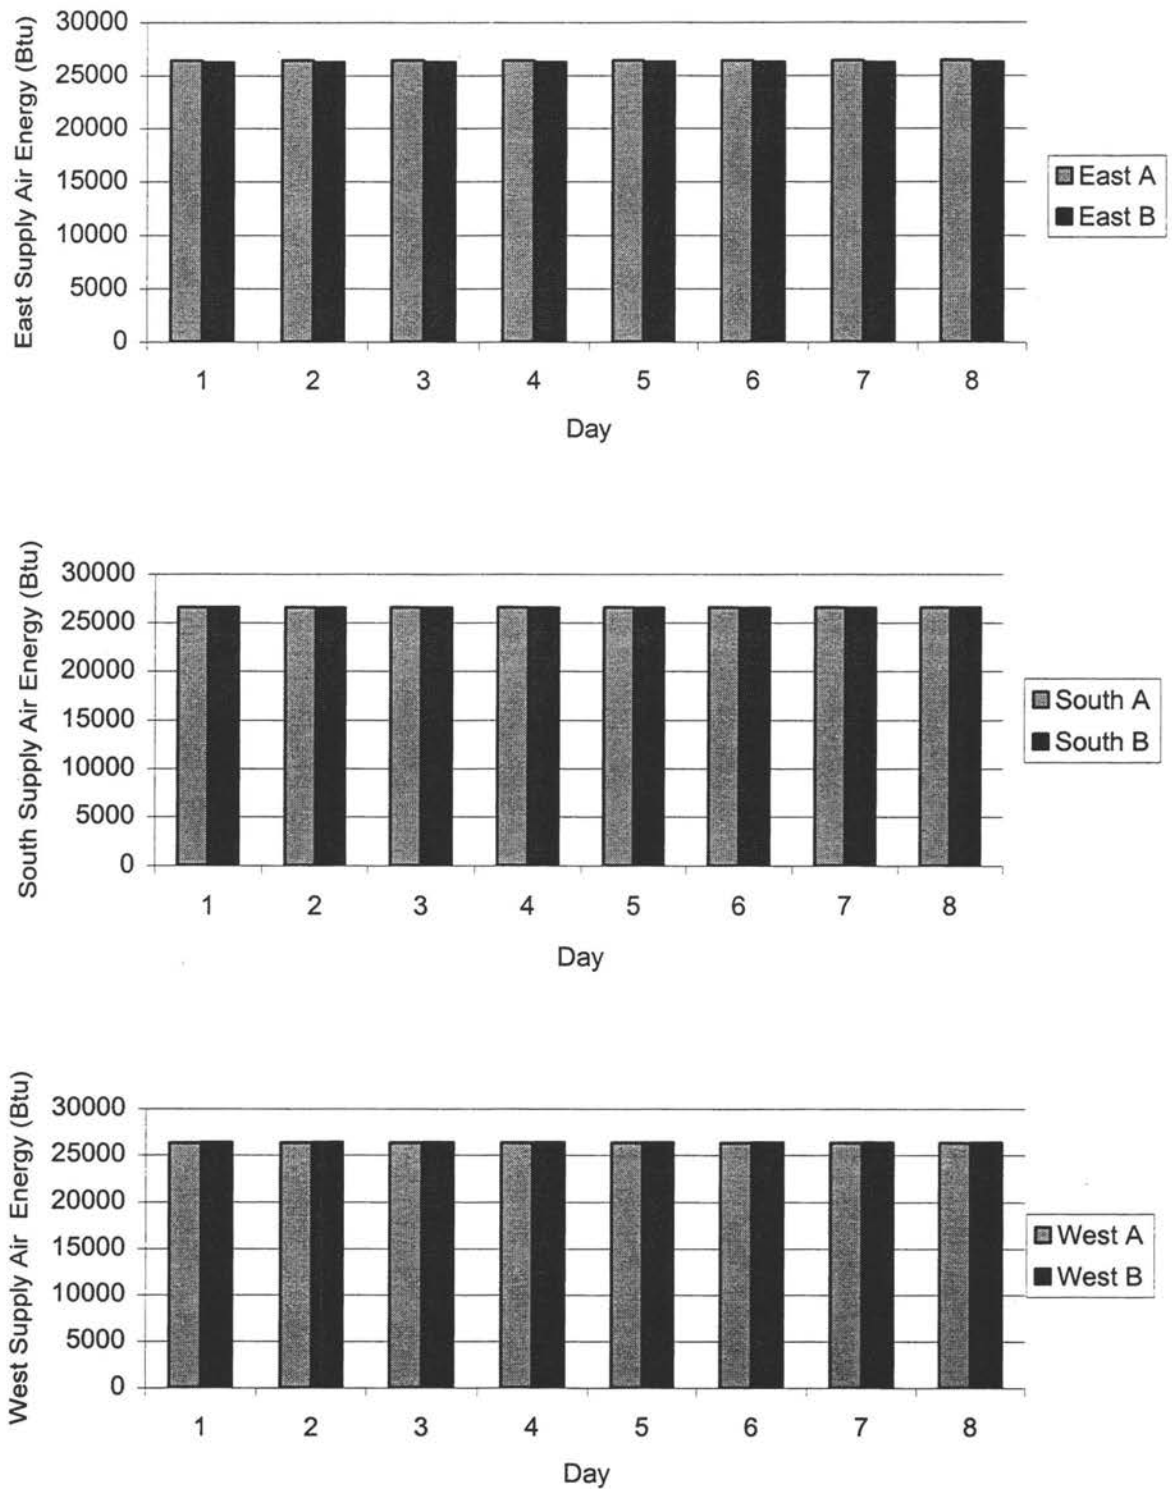 East Supply Air Energy (Btu)
30000
25000
20000
15000
10000
5000
0
1 2 3 4 5 6 7 8
Day
East A
East B
South Supply Air Energy (Btu)
30000
25000
20000
15000
10000
5000
0
1 2 3 4 5 6 7 8
Day
South A
South B
West Supply Air Energy (Btu)
30000
25000
20000
15000
10000
5000
0
1 2 3 4 5 6 7 8
Day
West A
West B